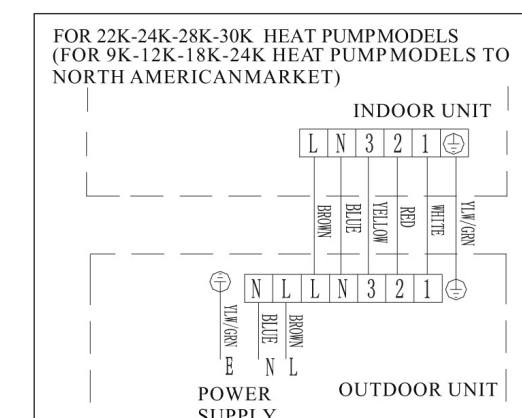 FOR 22K-24K-28K-30K HEAT PUMPMODELS
(FOR 9K-12K-18K-24K HEAT PUMPMODELS TO
NORTH AMERICANMARKET)
INDOOR UNIT
L N 3 2 1
BROWN BLUE YELLOW RED WHITE YLW/GRN
N L L N 3 2 1
YLW/GRN BLUE BROWN
E N L
POWER
SUPPLY
OUTDOOR UNIT